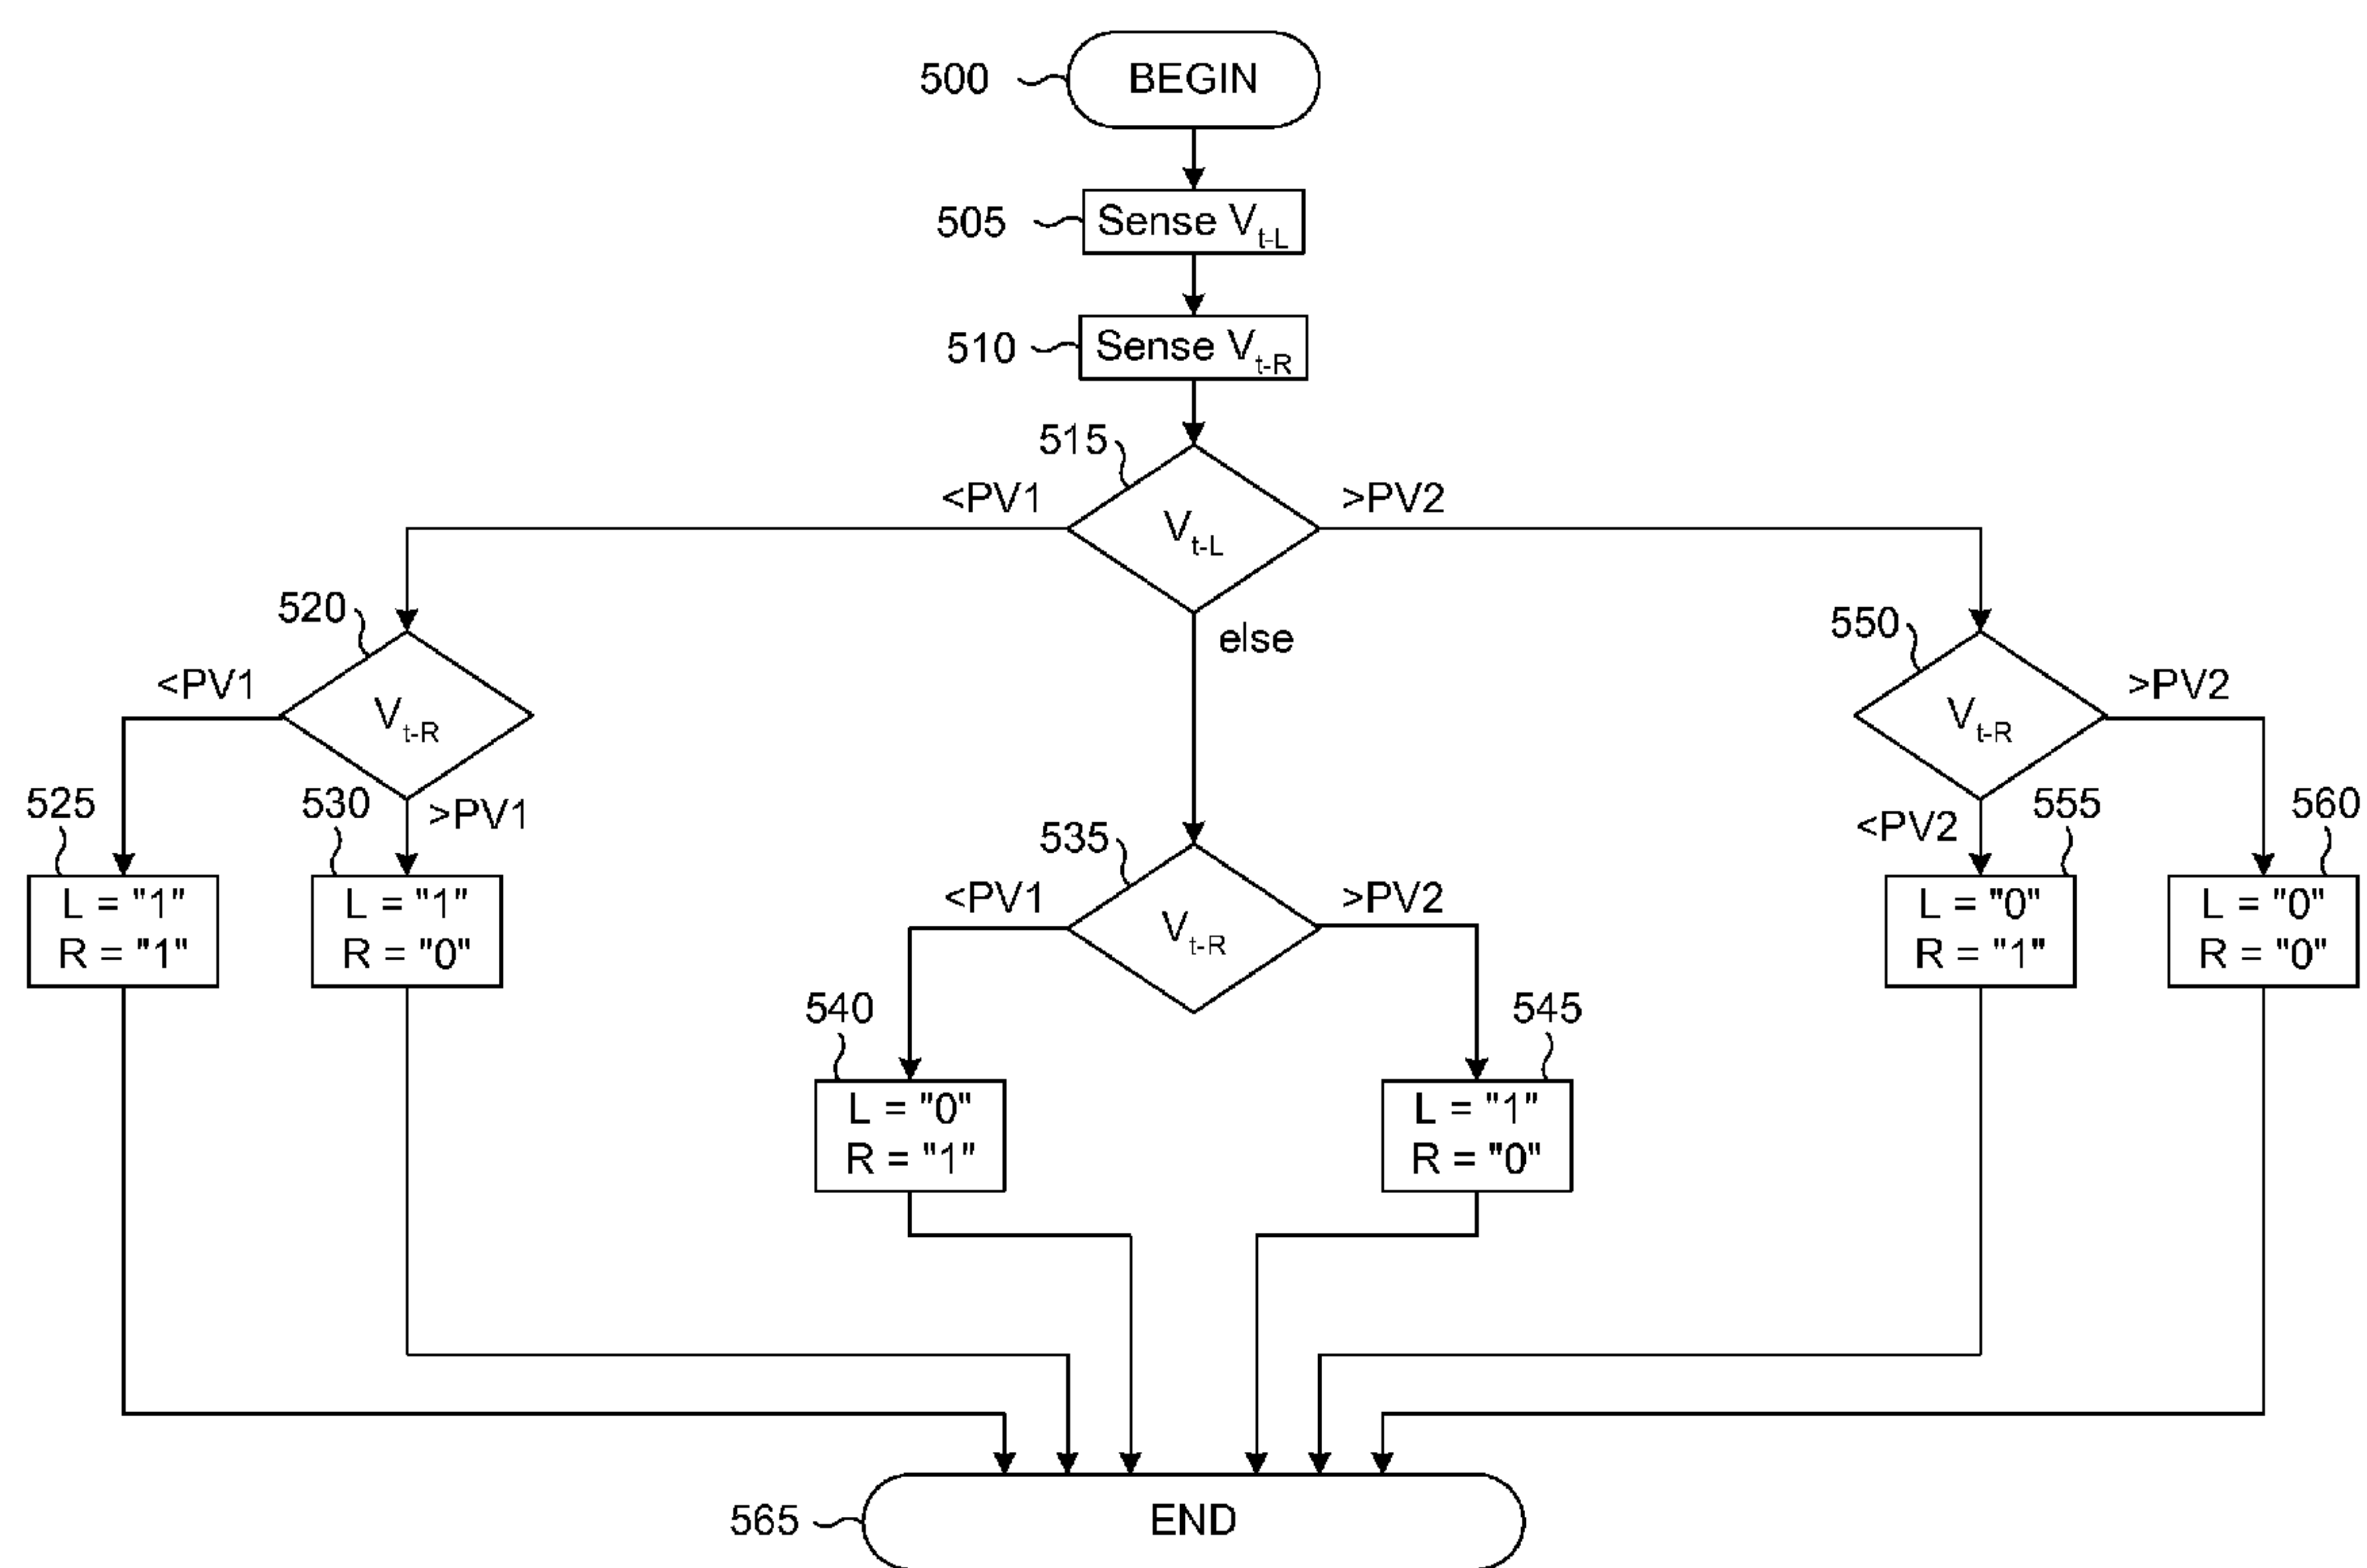 500 BEGIN
505 Sense Vt-L
510 Sense Vt-R
515
<PV1 Vt-L >PV2
else
520
<PV1 Vt-R
>PV1
550
Vt-R >PV2
<PV2
525
L = "1"
R = "1"
530
L = "1"
R = "0"
535
<PV1 Vt-R >PV2
540
L = "0"
R = "1"
545
L = "1"
R = "0"
555
L = "0"
R = "1"
560
L = "0"
R = "0"
565 END